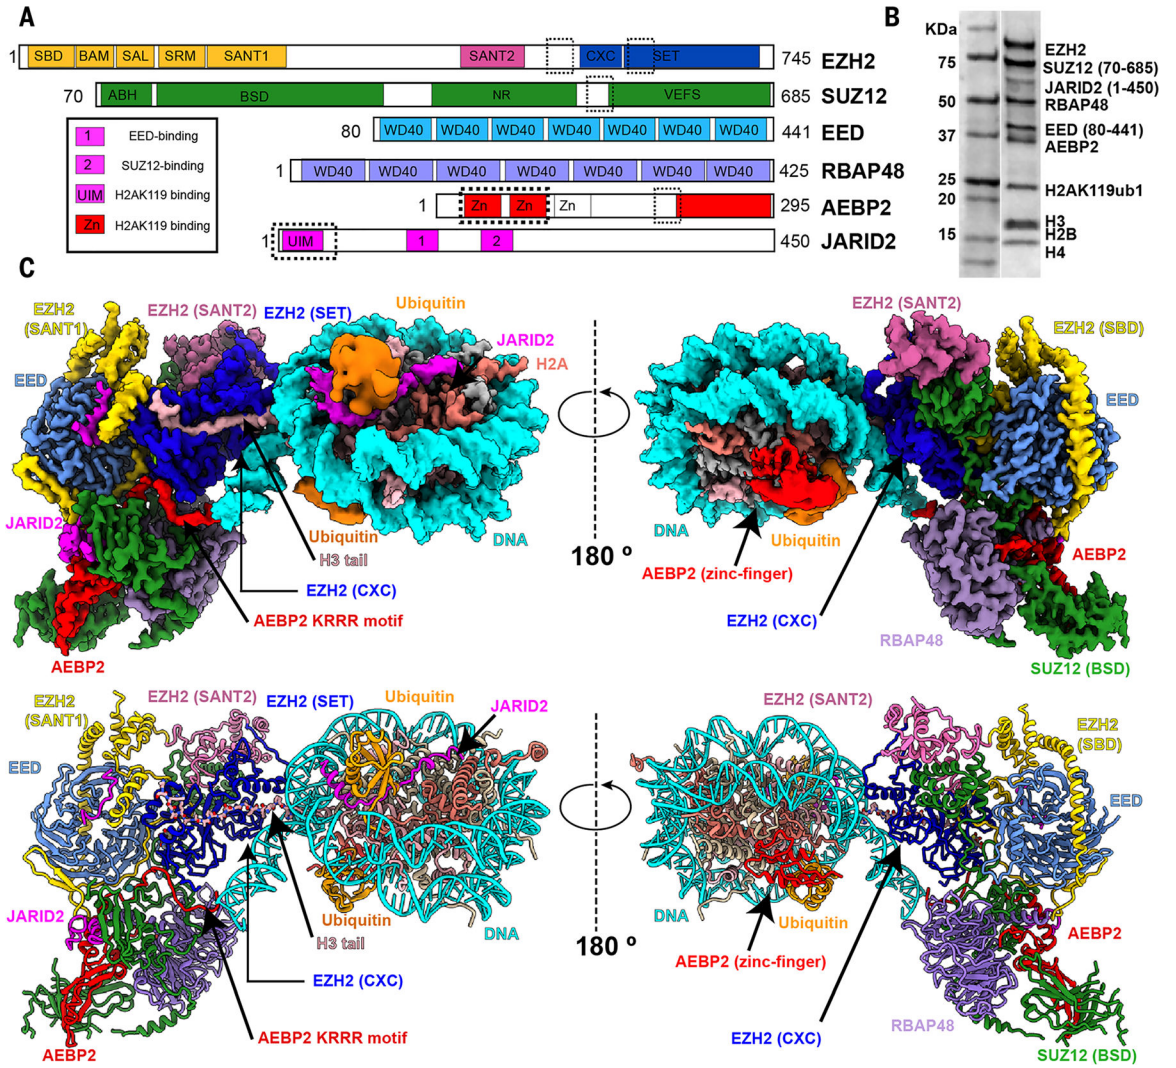 A
1 SBD BAM SAL SRM SANT1 SANT2 CXC SET 745 EZH2
70 ABH BSD NR VEFS 685 SUZ12
80 WD40 WD40 WD40 WD40 WD40 WD40 WD40 441 EED
1 WD40 WD40 WD40 WD40 WD40 WD40 WD40 425 RBAP48
1 Zn Zn Zn 295 AEBP2
1 UIM 1 2 450 JARID2
1 EED-binding
2 SUZ12-binding
UIM H2AK119 binding
Zn H2AK119 binding
B
KDa
75
50
37
25
20
15
EZH2
SUZ12 (70-685)
JARID2 (1-450)
RBAP48
EED (80-441)
AEBP2
H2AK119ub1
H3
H2B
H4
C
EZH2
(SANT1)
EZH2 (SANT2)
EZH2 (SET)
Ubiquitin
JARID2
H2A
EED
JARID2
Ubiquitin
H3 tail
DNA
EZH2 (CXC)
AEBP2 KRRR motif
AEBP2
180 º
EZH2 (SANT2)
EZH2 (SBD)
EED
DNA
Ubiquitin
AEBP2 (zinc-finger)
AEBP2
EZH2 (CXC)
RBAP48
SUZ12 (BSD)
EZH2
(SANT1)
EZH2 (SANT2)
EZH2 (SET)
Ubiquitin
JARID2
EED
JARID2
Ubiquitin
H3 tail
DNA
EZH2 (CXC)
AEBP2 KRRR motif
AEBP2
180 º
EZH2 (SANT2)
EZH2
(SBD)
EED
DNA
Ubiquitin
AEBP2 (zinc-finger)
AEBP2
EZH2 (CXC)
RBAP48
SUZ12 (BSD)